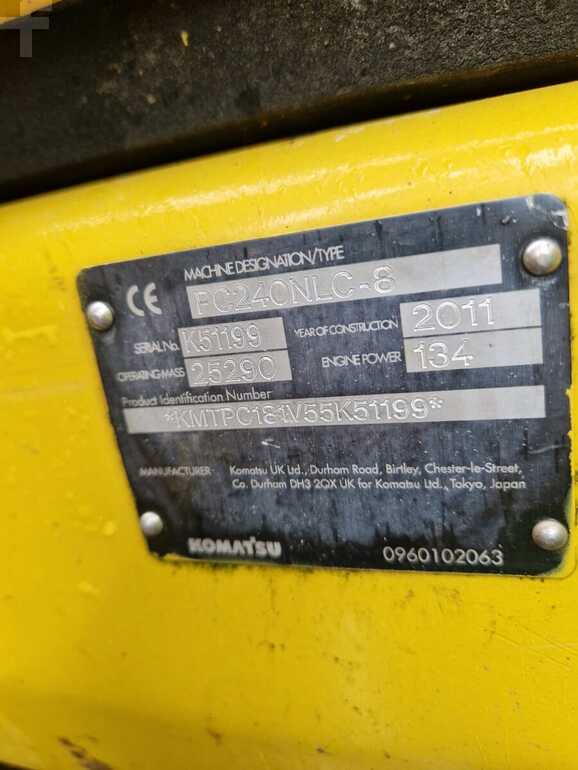 CE
MACHINE DESIGNATION/TYPE
PC240NLC-8
SERIAL No. K51199 YEAR OF CONSTRUCTION 2011
OPERATING MASS 25290 ENGINE POWER 134
Product Identification Number
*KMTPC181V55K51199*
MANUFACTURER Komatsu UK Ltd., Durham Road, Birtley, Chester-le-Street,
Co. Durham DH3 2QX UK for Komatsu Ltd., Tokyo, Japan
KOMATSU 0960102063